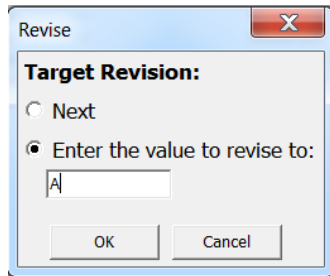 Revise
Target Revision:
Next
Enter the value to revise to:
A
OK Cancel